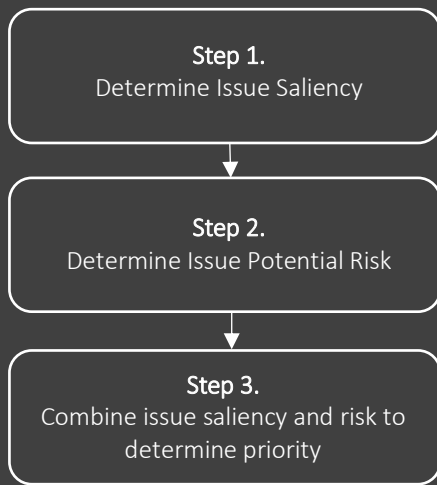 Step 1.
Determine Issue Saliency
Step 2.
Determine Issue Potential Risk
Step 3.
Combine issue saliency and risk to
determine priority